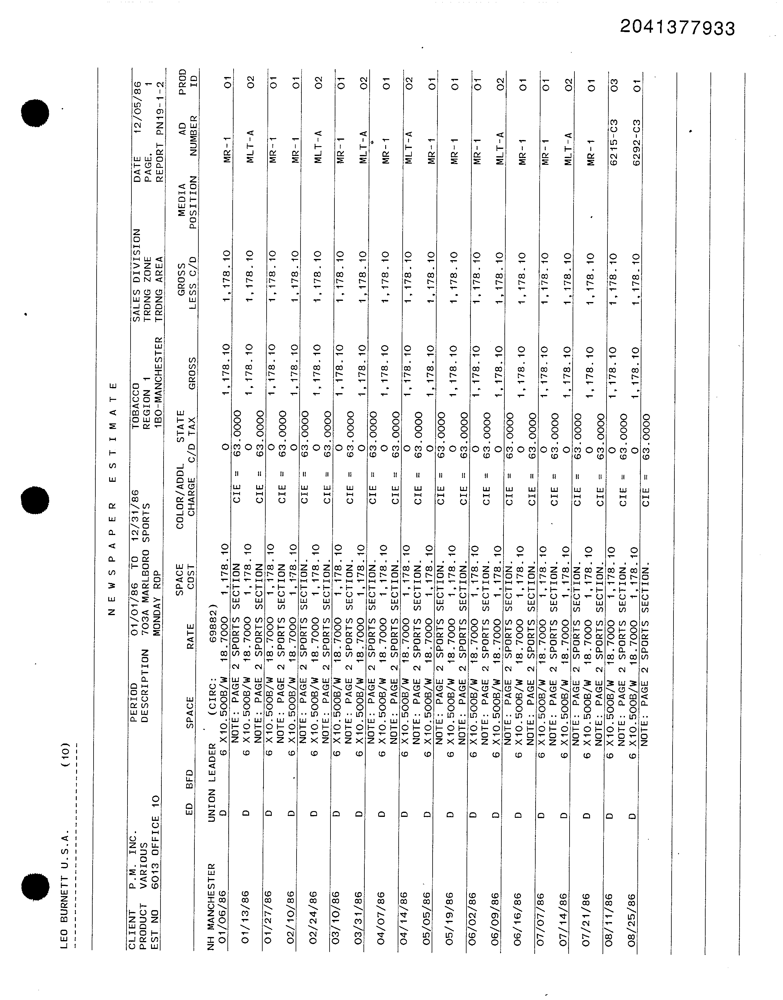 2041377933
LEO BURNETT U.S.A. (10)
N E W S P A P E R E S T I M A T E
CLIENT P.M. INC. PERIOD 01/01/86 TO 12/31/86 TOBACCO SALES DIVISION DATE 12/05/86
PRODUCT VARIOUS DESCRIPTION 703A MARLBORO SPORTS REGION 1 TRDNG ZONE PAGE. 1
EST NO 6013 OFFICE 10 MONDAY ROP 1BO-MANCHESTER TRDNG AREA REPORT PN19-1-2
SPACE COLOR/ADDL STATE GROSS MEDIA AD PROD
ED BFD SPACE RATE COST CHARGE C/D TAX GROSS LESS C/D POSITION NUMBER ID
NH MANCHESTER UNION LEADER (CIRC: 69882)
01/06/86 D 6 X10.500B/W 18.7000 1,178.10 0 1,178.10 1,178.10 MR-1 01
NOTE: PAGE 2 SPORTS SECTION CIE = 63.0000
01/13/86 D 6 X10.500B/W 18.7000 1,178.10 0 1,178.10 1,178.10 MLT-A 02
NOTE: PAGE 2 SPORTS SECTION CIE = 63.0000
01/27/86 D 6 X10.500B/W 18.7000 1,178.10 0 1,178.10 1,178.10 MR-1 01
NOTE: PAGE 2 SPORTS SECTION CIE = 63.0000
02/10/86 D 6 X10.500B/W 18.7000 1,178.10 0 1,178.10 1,178.10 MR-1 01
NOTE: PAGE 2 SPORTS SECTION. CIE = 63.0000
02/24/86 D 6 X10.500B/W 18.7000 1,178.10 0 1,178.10 1,178.10 MLT-A 02
NOTE: PAGE 2 SPORTS SECTION. CIE = 63.0000
03/10/86 D 6 X10.500B/W 18.7000 1,178.10 0 1,178.10 1,178.10 MR-1 01
NOTE: PAGE 2 SPORTS SECTION. CIE = 63.0000
03/31/86 D 6 X10.500B/W 18.7000 1,178.10 0 1,178.10 1,178.10 MLT-A 02
NOTE: PAGE 2 SPORTS SECTION. CIE = 63.0000
04/07/86 D 6 X10.500B/W 18.7000 1,178.10 0 1,178.10 1,178.10 MR-1 01
NOTE: PAGE 2 SPORTS SECTION. CIE = 63.0000
04/14/86 D 6 X10.500B/W 18.7000 1,178.10 0 1,178.10 1,178.10 MLT-A 02
NOTE: PAGE 2 SPORTS SECTION. CIE = 63.0000
05/05/86 D 6 X10.500B/W 18.7000 1,178.10 0 1,178.10 1,178.10 MR-1 01
NOTE: PAGE 2 SPORTS SECTION. CIE = 63.0000
05/19/86 D 6 X10.500B/W 18.7000 1,178.10 0 1,178.10 1,178.10 MR-1 01
NOTE: PAGE 2 SPORTS SECTION. CIE = 63.0000
06/02/86 D 6 X10.500B/W 18.7000 1,178.10 0 1,178.10 1,178.10 MR-1 01
NOTE: PAGE 2 SPORTS SECTION. CIE = 63.0000
06/09/86 D 6 X10.500B/W 18.7000 1,178.10 0 1,178.10 1,178.10 MLT-A 02
NOTE: PAGE 2 SPORTS SECTION. CIE = 63.0000
06/16/86 D 6 X10.500B/W 18.7000 1,178.10 0 1,178.10 1,178.10 MR-1 01
NOTE: PAGE 2 SPORTS SECTION. CIE = 63.0000
07/07/86 D 6 X10.500B/W 18.7000 1,178.10 0 1,178.10 1,178.10 MR-1 01
NOTE: PAGE 2 SPORTS SECTION. CIE = 63.0000
07/14/86 D 6 X10.500B/W 18.7000 1,178.10 0 1,178.10 1,178.10 MLT-A 02
NOTE: PAGE 2 SPORTS SECTION. CIE = 63.0000
07/21/86 D 6 X10.500B/W 18.7000 1,178.10 0 1,178.10 1,178.10 MR-1 01
NOTE: PAGE 2 SPORTS SECTION. CIE = 63.0000
08/11/86 D 6 X10.500B/W 18.7000 1,178.10 0 1,178.10 1,178.10 6215-C3 03
NOTE: PAGE 2 SPORTS SECTION. CIE = 63.0000
08/25/86 D 6 X10.500B/W 18.7000 1,178.10 0 1,178.10 1,178.10 6292-C3 01
NOTE: PAGE 2 SPORTS SECTION. CIE = 63.0000